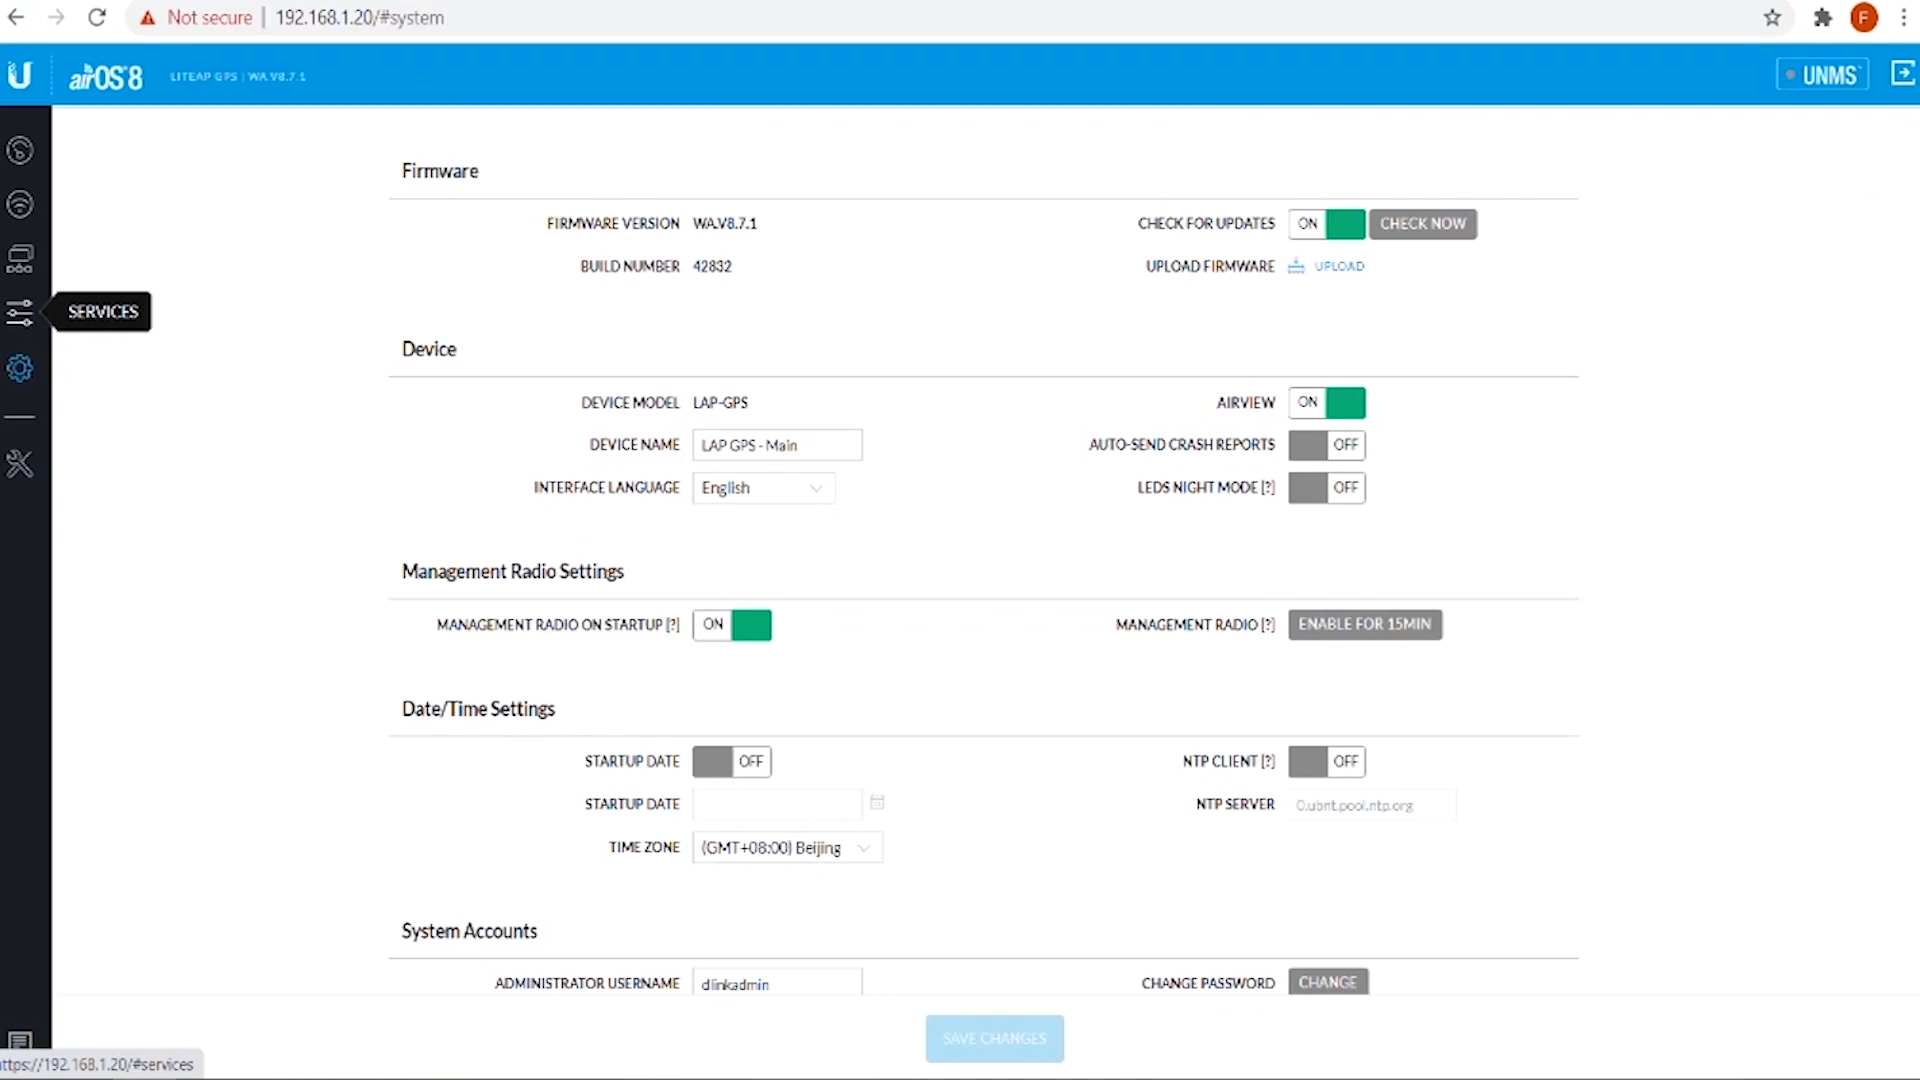 Not secure | 192.168.1.20/#system
F
U airOS 8 LITEAP GPS | WA.V8.7.1 UNMS
Firmware
FIRMWARE VERSION WA.V8.7.1 CHECK FOR UPDATES ON CHECK NOW
BUILD NUMBER 42832 UPLOAD FIRMWARE UPLOAD
SERVICES
Device
DEVICE MODEL LAP-GPS AIRVIEW ON
DEVICE NAME LAP GPS - Main AUTO-SEND CRASH REPORTS OFF
INTERFACE LANGUAGE English LEDS NIGHT MODE [?] OFF
Management Radio Settings
MANAGEMENT RADIO ON STARTUP [?] ON MANAGEMENT RADIO [?] ENABLE FOR 15MIN
Date/Time Settings
STARTUP DATE OFF NTP CLIENT [?] OFF
STARTUP DATE NTP SERVER 0.ubnt.pool.ntp.org
TIME ZONE (GMT+08:00) Beijing
System Accounts
ADMINISTRATOR USERNAME dlinkadmin CHANGE PASSWORD CHANGE
SAVE CHANGES
ttps://192.168.1.20/#services